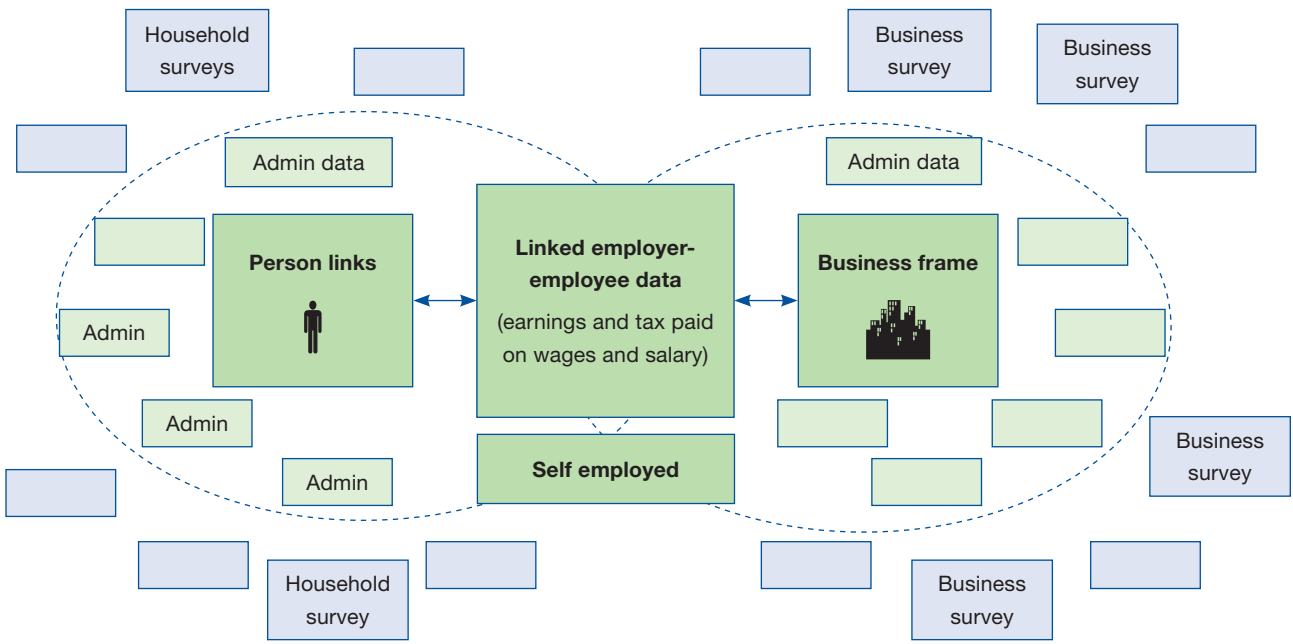 Household
surveys
Business
survey
Business
survey
Admin data
Admin data
Person links
Linked employer-
employee data
(earnings and tax paid
on wages and salary)
Business frame
Admin
Admin
Admin
Self employed
Business
survey
Household
survey
Business
survey